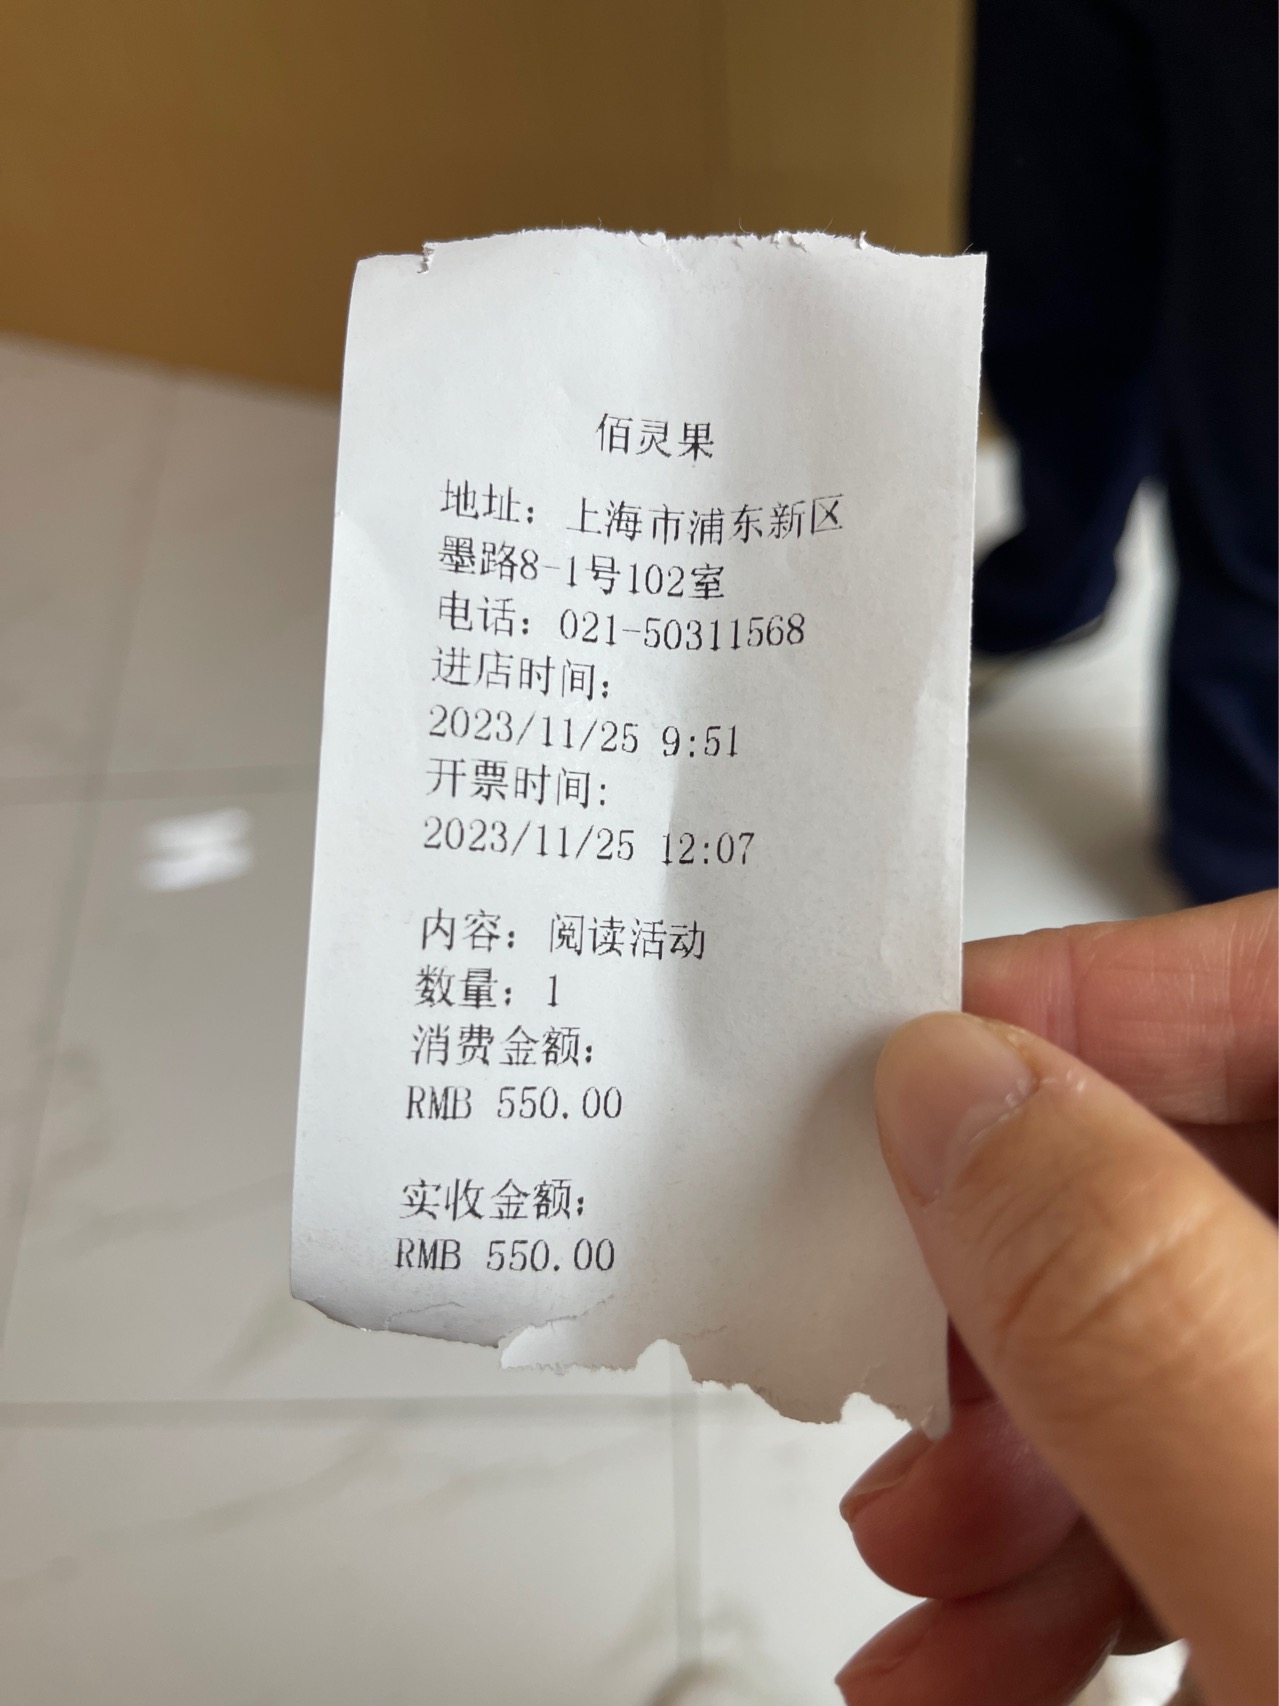 佰灵果
地址：上海市浦东新区
墨路8-1号102室
电话：021-50311568
进店时间：
2023/11/25 9:51
开票时间：
2023/11/25 12:07
内容：阅读活动
数量：1
消费金额：
RMB 550.00
实收金额：
RMB 550.00